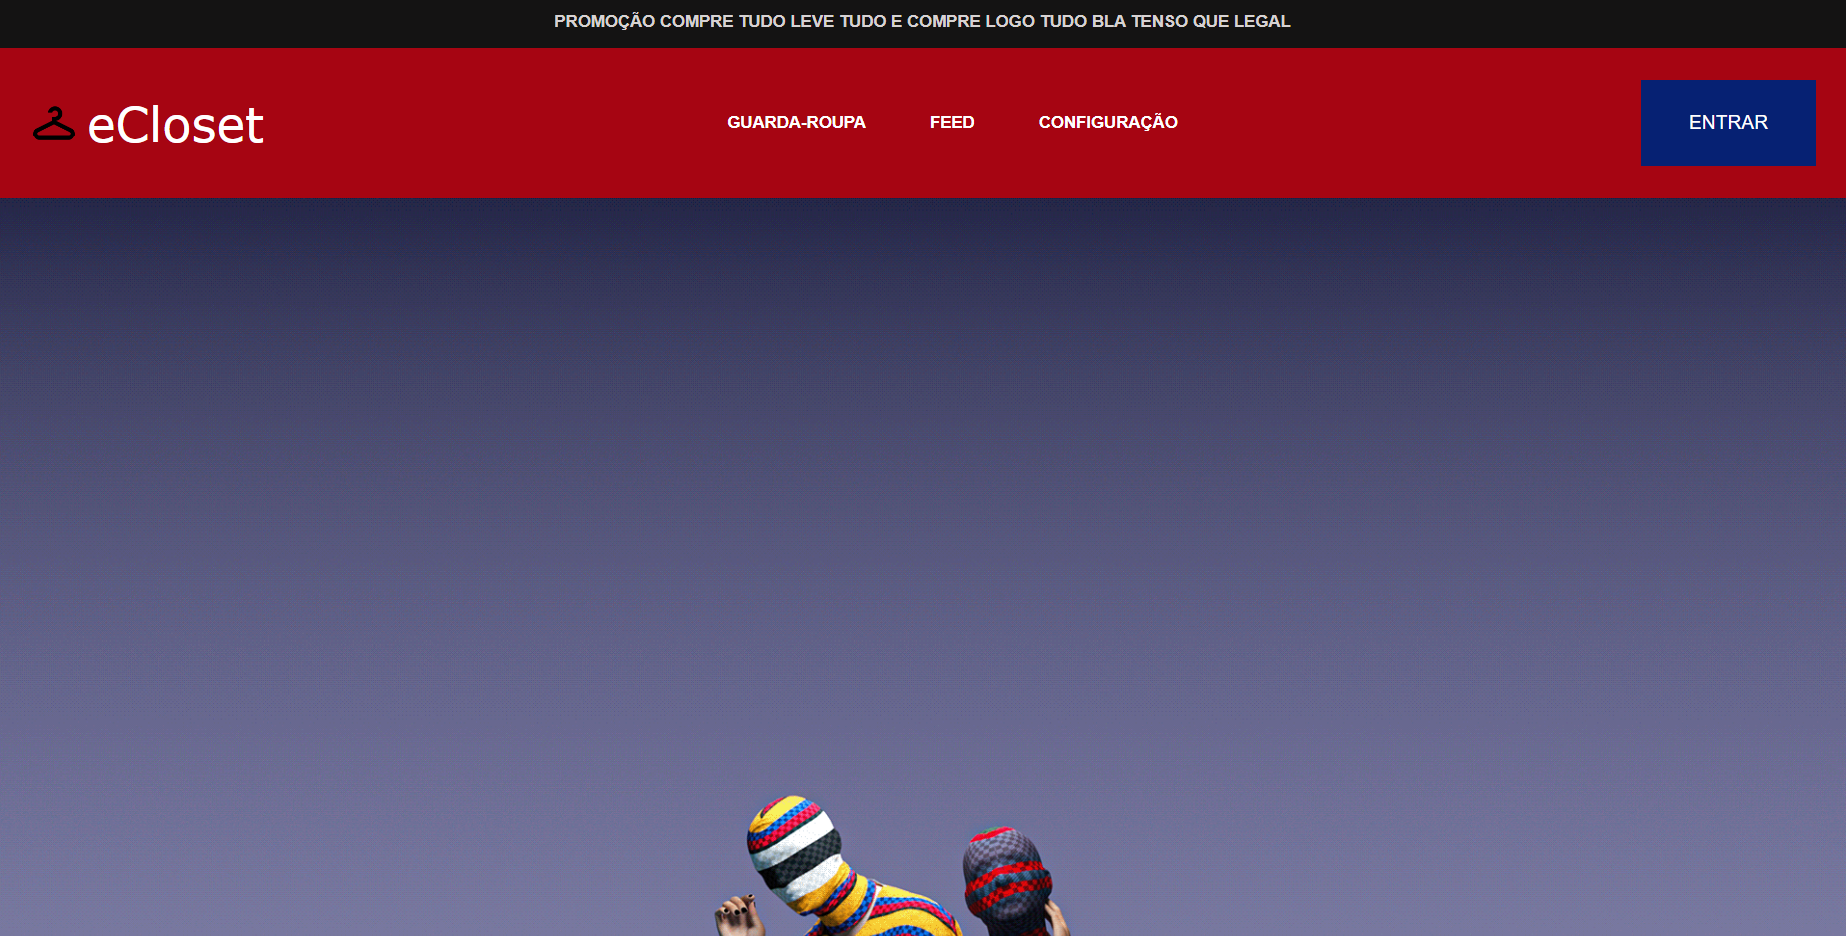 PROMOÇÃO COMPRE TUDO LEVE TUDO E COMPRE LOGO TUDO BLA TENSO QUE LEGAL
eCloset
GUARDA-ROUPA
FEED
CONFIGURAÇÃO
ENTRAR